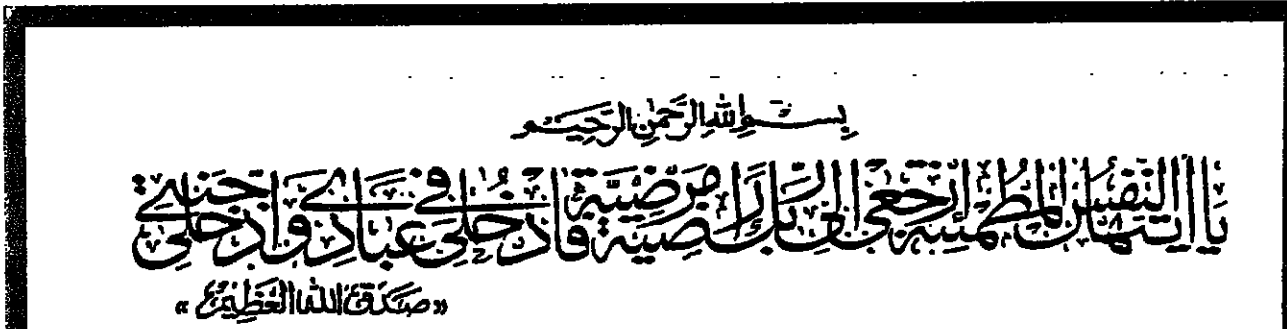 بسم الله الرحمن الرحيم
يا أيتها النفس المطمئنة ارجعي إلى ربك راضية مرضية فادخلي في عبادي وادخلي جنتي
«صدق الله العظيم»